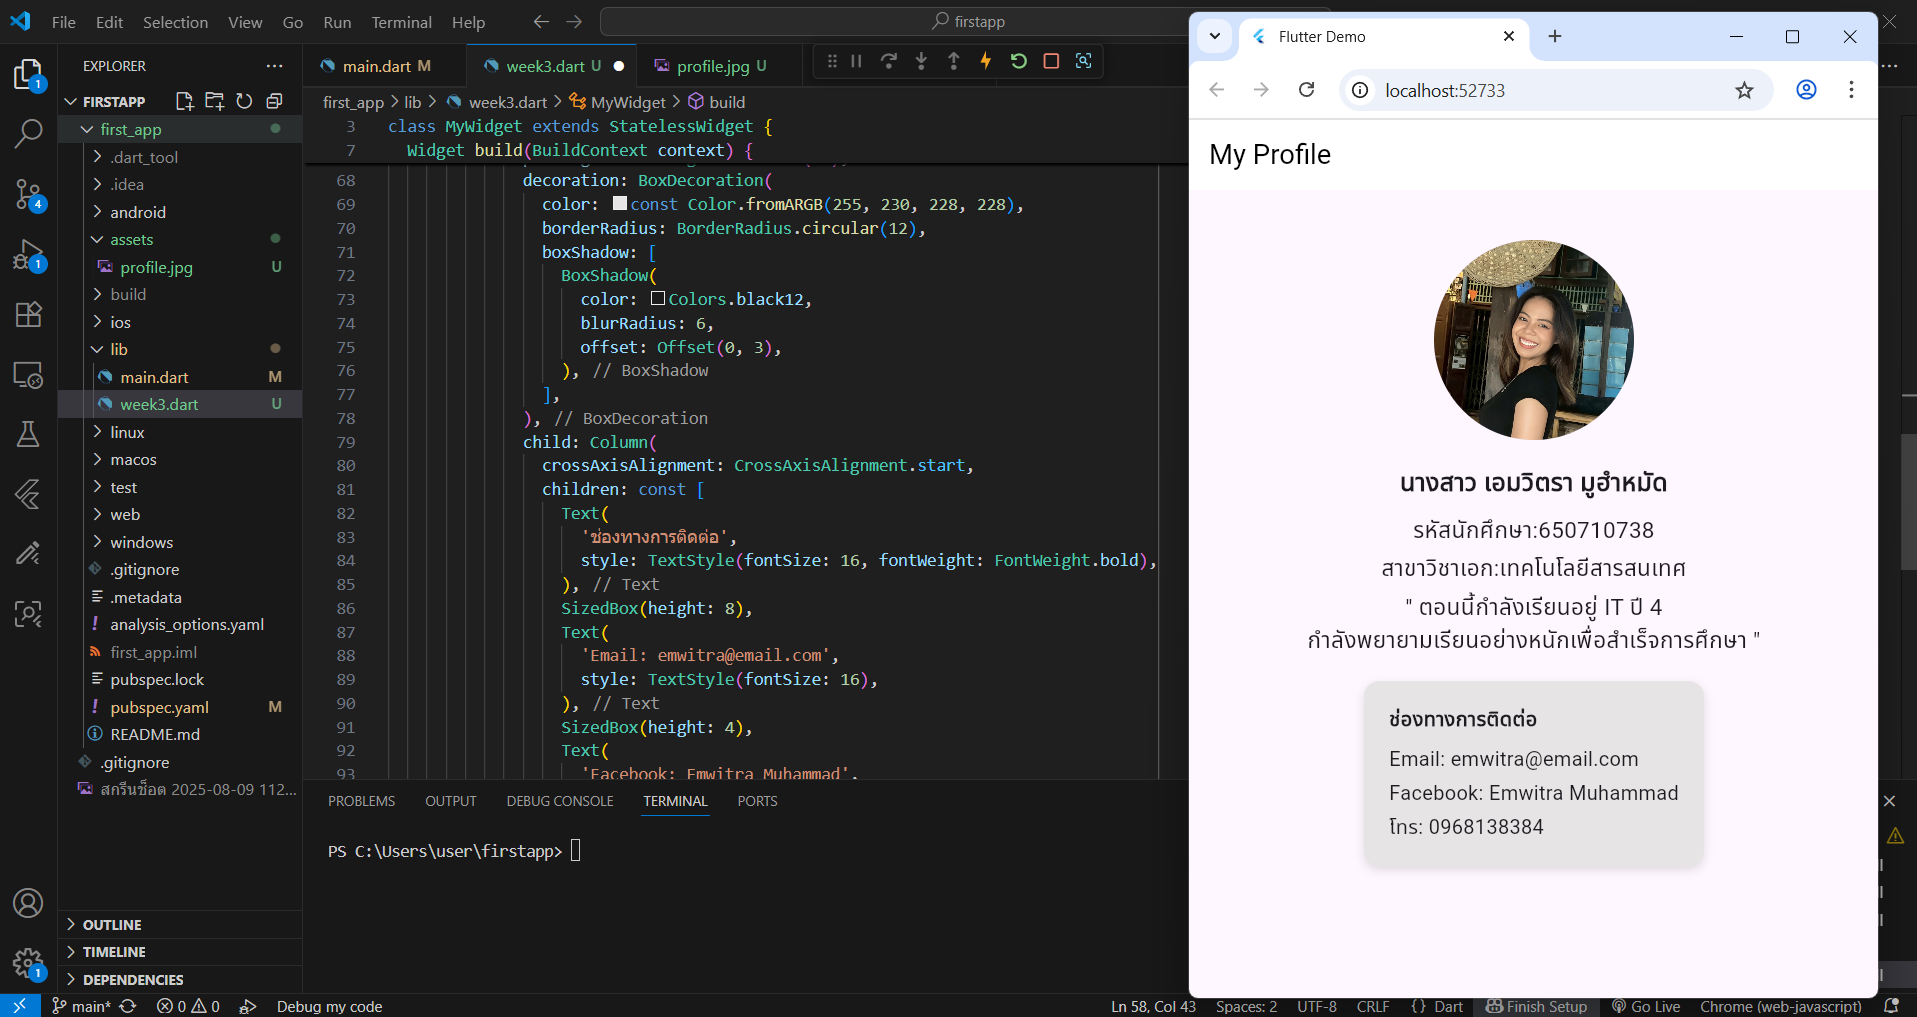 File Edit Selection View Go Run Terminal Help
firstapp
EXPLORER
FIRSTAPP
first_app
.dart_tool
.idea
android
assets
profile.jpg U
build
ios
lib
main.dart M
week3.dart U
linux
macos
test
web
windows
.gitignore
.metadata
analysis_options.yaml
first_app.iml
pubspec.lock
pubspec.yaml M
README.md
.gitignore
สกรีนช็อต 2025-08-09 112...
OUTLINE
TIMELINE
DEPENDENCIES
1
4
1
1
main.dart M
week3.dart U
profile.jpg U
first_app > lib > week3.dart > MyWidget > build
3 class MyWidget extends StatelessWidget {
7 Widget build(BuildContext context) {
68 decoration: BoxDecoration(
69 color: const Color.fromARGB(255, 230, 228, 228),
70 borderRadius: BorderRadius.circular(12),
71 boxShadow: [
72 BoxShadow(
73 color: Colors.black12,
74 blurRadius: 6,
75 offset: Offset(0, 3),
76 ), // BoxShadow
77 ],
78 ), // BoxDecoration
79 child: Column(
80 crossAxisAlignment: CrossAxisAlignment.start,
81 children: const [
82 Text(
83 'ช่องทางการติดต่อ',
84 style: TextStyle(fontSize: 16, fontWeight: FontWeight.bold),
85 ), // Text
86 SizedBox(height: 8),
87 Text(
88 'Email: emwitra@email.com',
89 style: TextStyle(fontSize: 16),
90 ), // Text
91 SizedBox(height: 4),
92 Text(
93 'Facebook: Emwitra Muhammad',
PROBLEMS OUTPUT DEBUG CONSOLE TERMINAL PORTS
PS C:\Users\user\firstapp>
Flutter Demo
localhost:52733
My Profile
นางสาว เอมวิตรา มูฮำหมัด
รหัสนักศึกษา:650710738
สาขาวิชาเอก:เทคโนโลยีสารสนเทศ
" ตอนนี้กำลังเรียนอยู่ IT ปี 4
กำลังพยายามเรียนอย่างหนักเพื่อสำเร็จการศึกษา "
ช่องทางการติดต่อ
Email: emwitra@email.com
Facebook: Emwitra Muhammad
โทร: 0968138384
main* 0 0 Debug my code
Ln 58, Col 43 Spaces: 2 UTF-8 CRLF {} Dart Finish Setup Go Live Chrome (web-javascript)